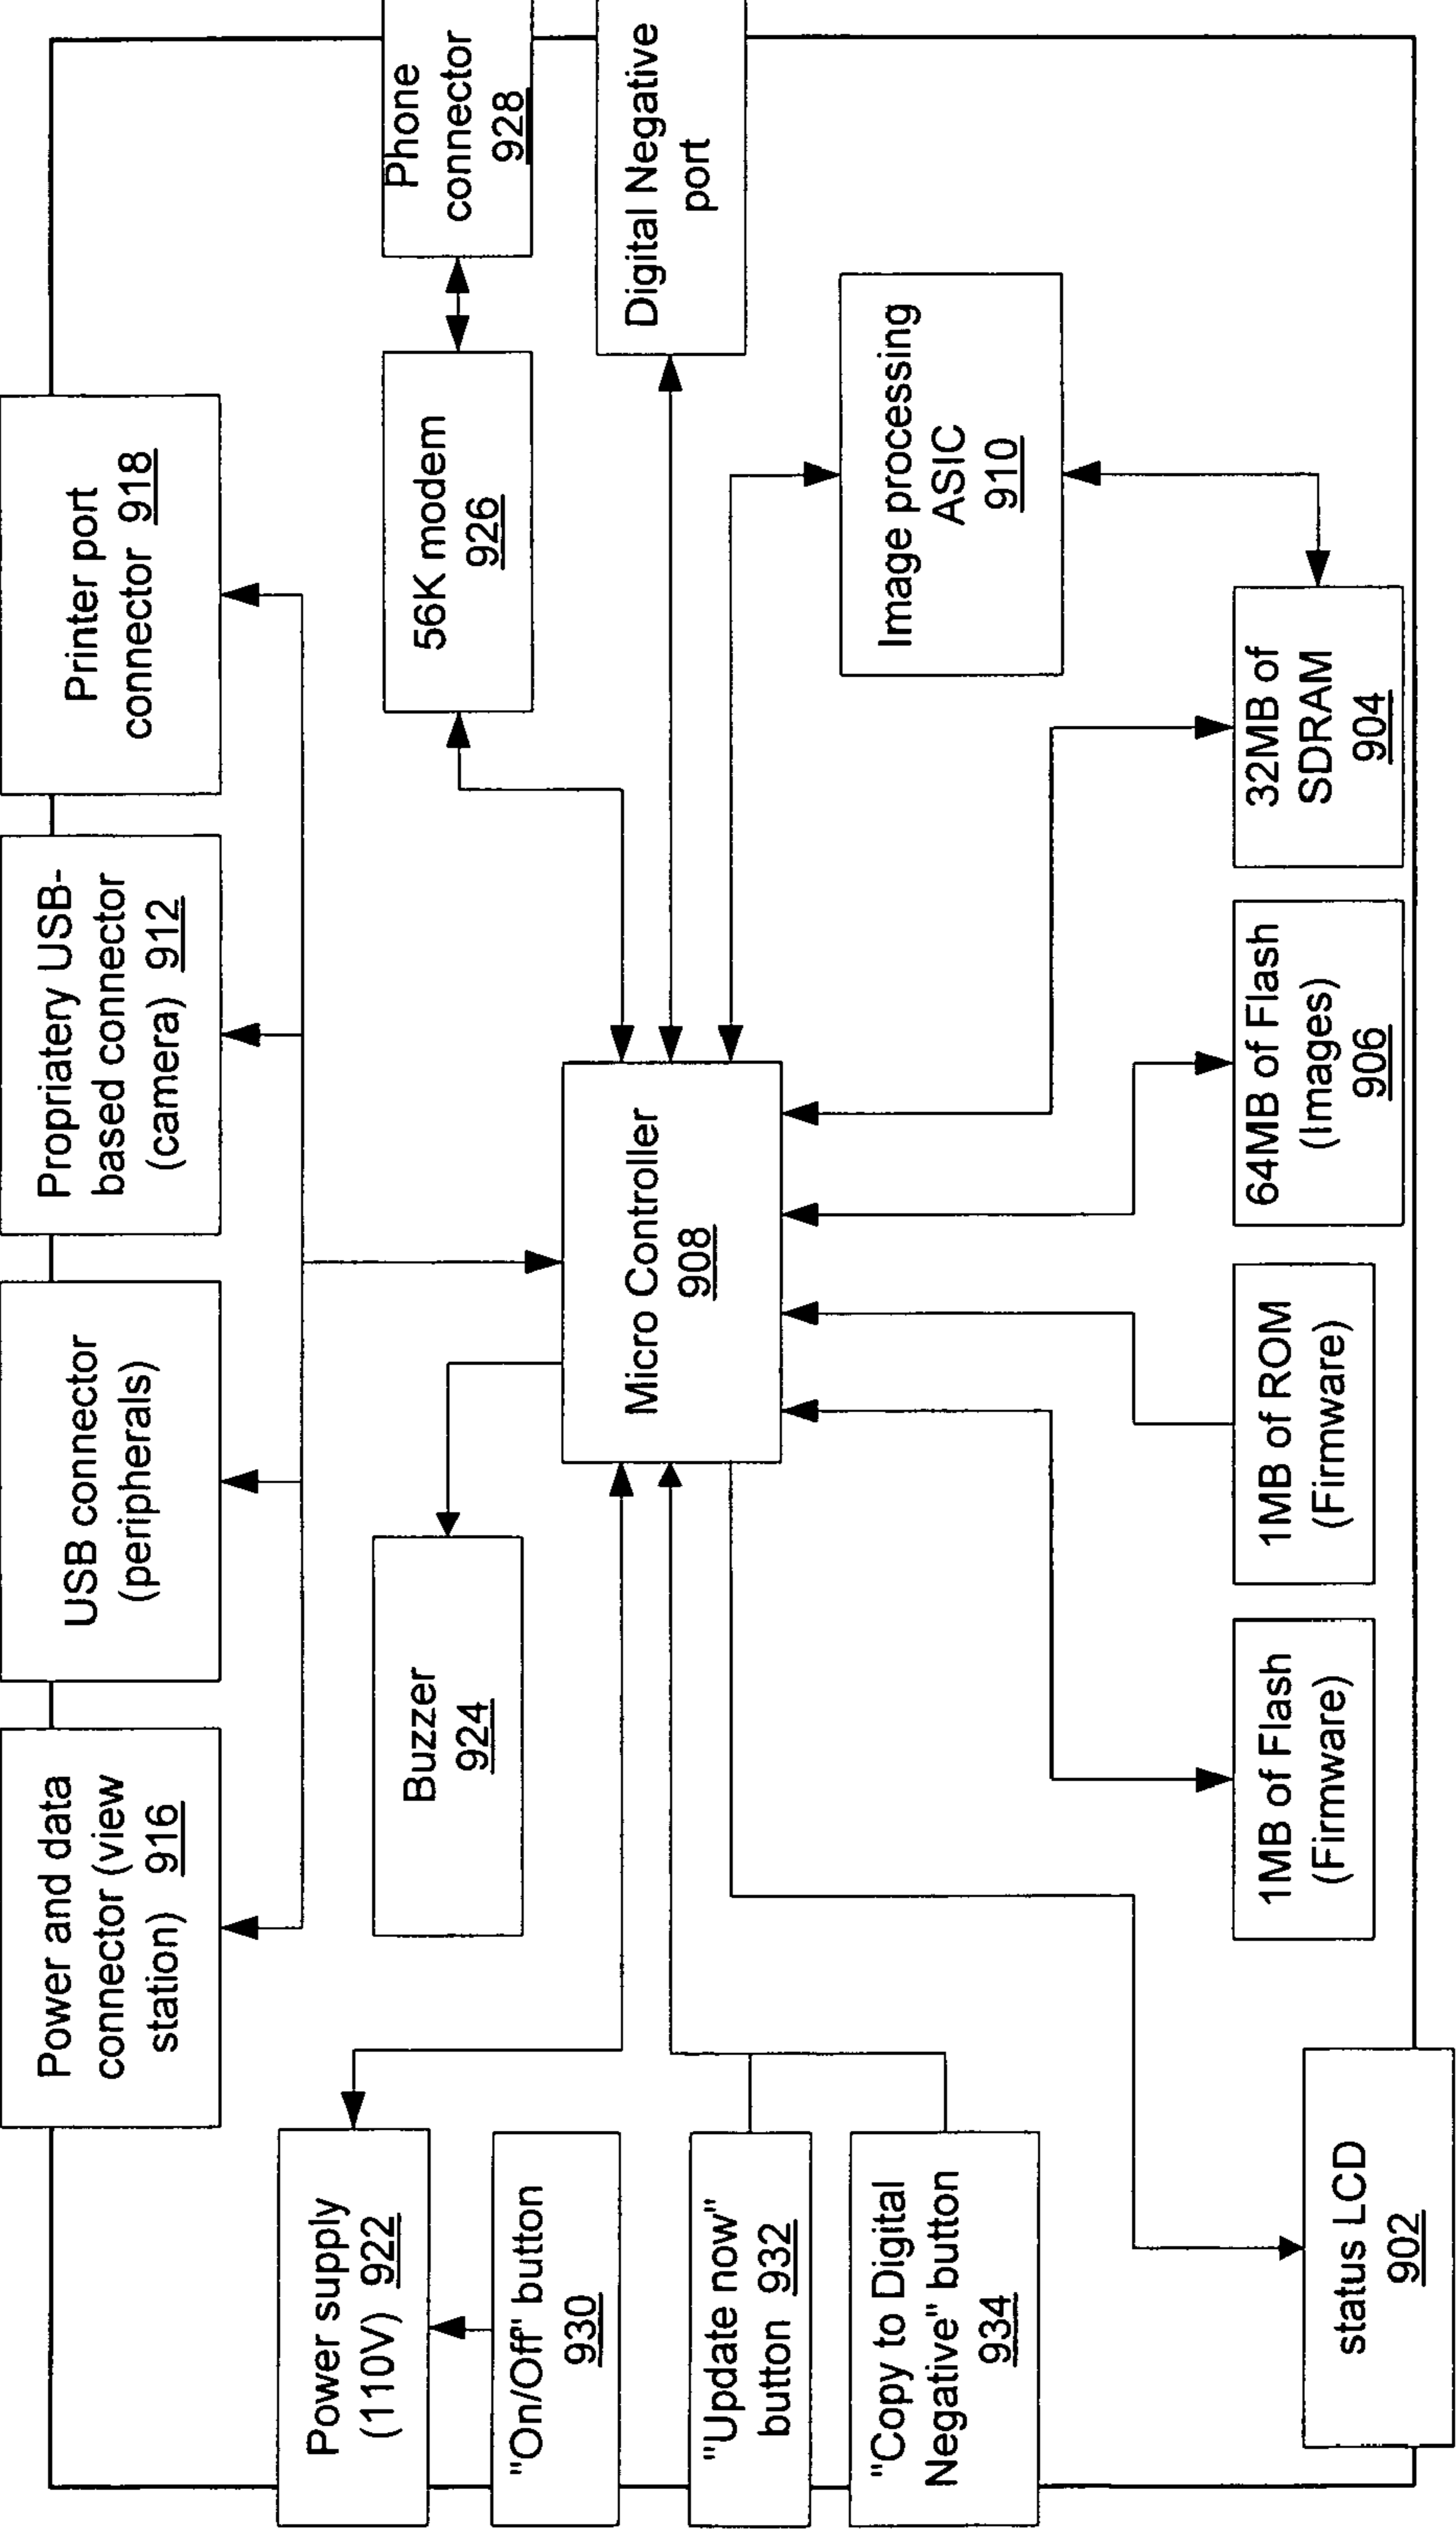 Power and data
connector (view
station) 916
USB connector
(peripherals)
Propriatery USB-
based connector
(camera) 912
Printer port
connector 918
Power supply
(110V) 922
"On/Off" button
930
"Update now"
button 932
"Copy to Digital
Negative" button
934
Buzzer
924
56K modem
926
Phone
connector
928
Digital Negative
port
Micro Controller
908
Image processing
ASIC
910
status LCD
902
1MB of Flash
(Firmware)
1MB of ROM
(Firmware)
64MB of Flash
(Images)
906
32MB of
SDRAM
904